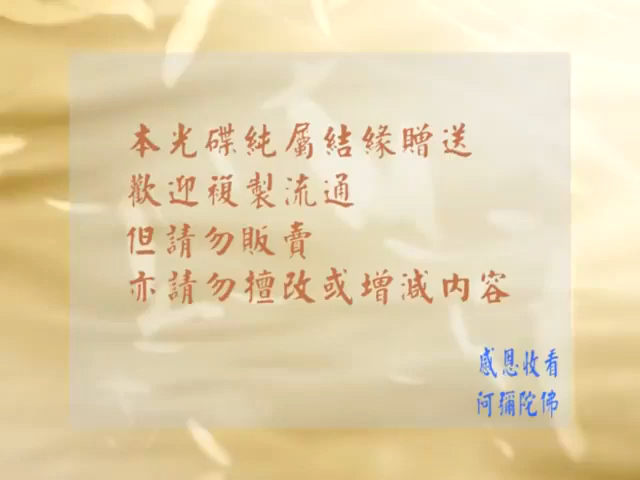 本光碟純屬結緣贈送
歡迎複製流通
但請勿販賣
亦請勿擅改或增減內容
感恩收看
阿彌陀佛